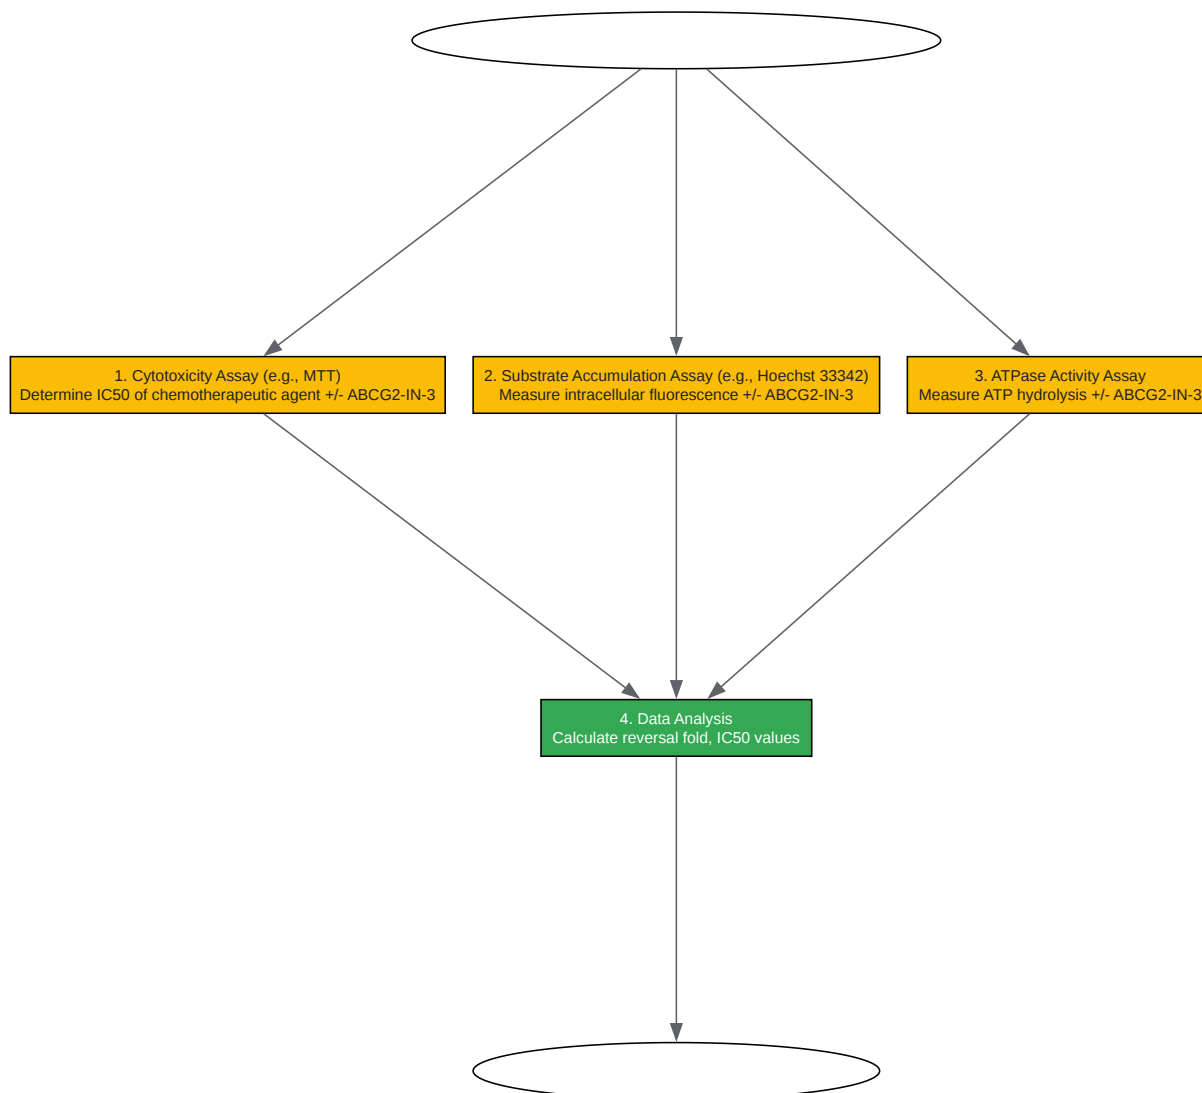 1. Cytotoxicity Assay (e.g., MTT)
Determine IC50 of chemotherapeutic agent +/- ABCG2-IN-3
2. Substrate Accumulation Assay (e.g., Hoechst 33342)
Measure intracellular fluorescence +/- ABCG2-IN-3
3. ATPase Activity Assay
Measure ATP hydrolysis +/- ABCG2-IN-3
4. Data Analysis
Calculate reversal fold, IC50 values